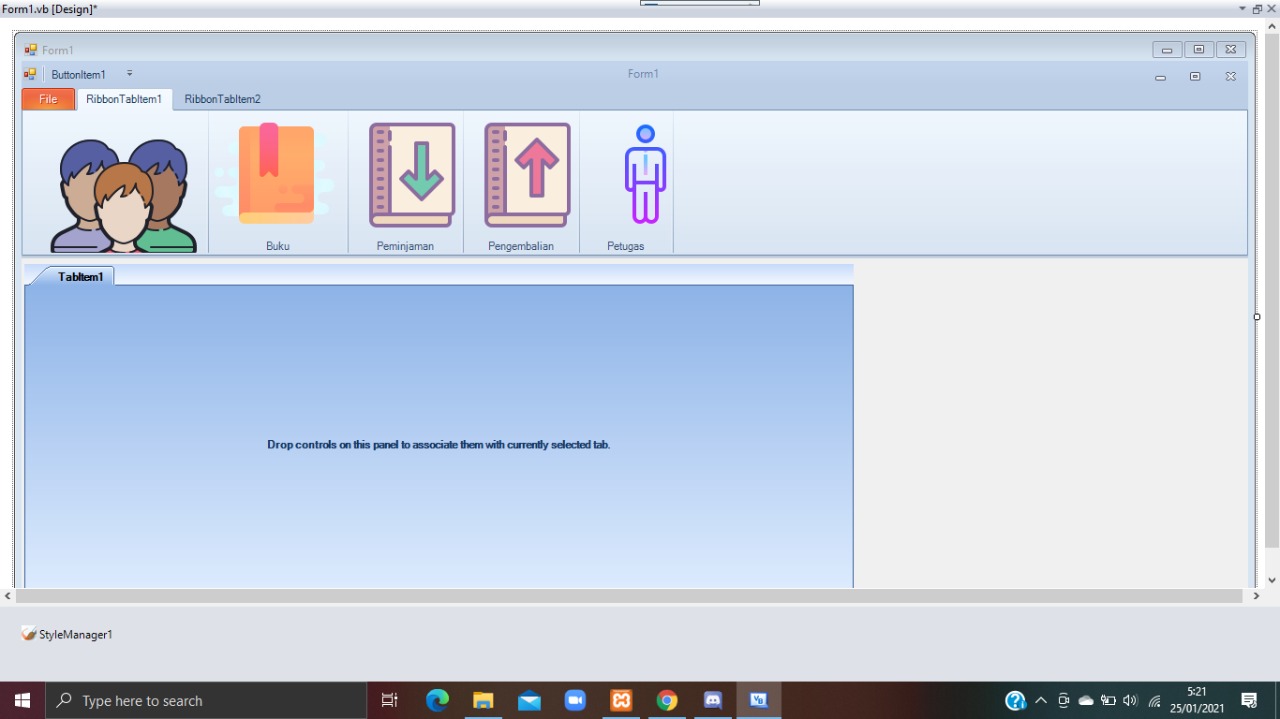 Form1.vb [Design]*
Form1
ButtonItem1
Form1
File
RibbonTabItem1
RibbonTabItem2
Buku
Peminjaman
Pengembalian
Petugas
TabItem1
Drop controls on this panel to associate them with currently selected tab.
StyleManager1
Type here to search
5:21
25/01/2021